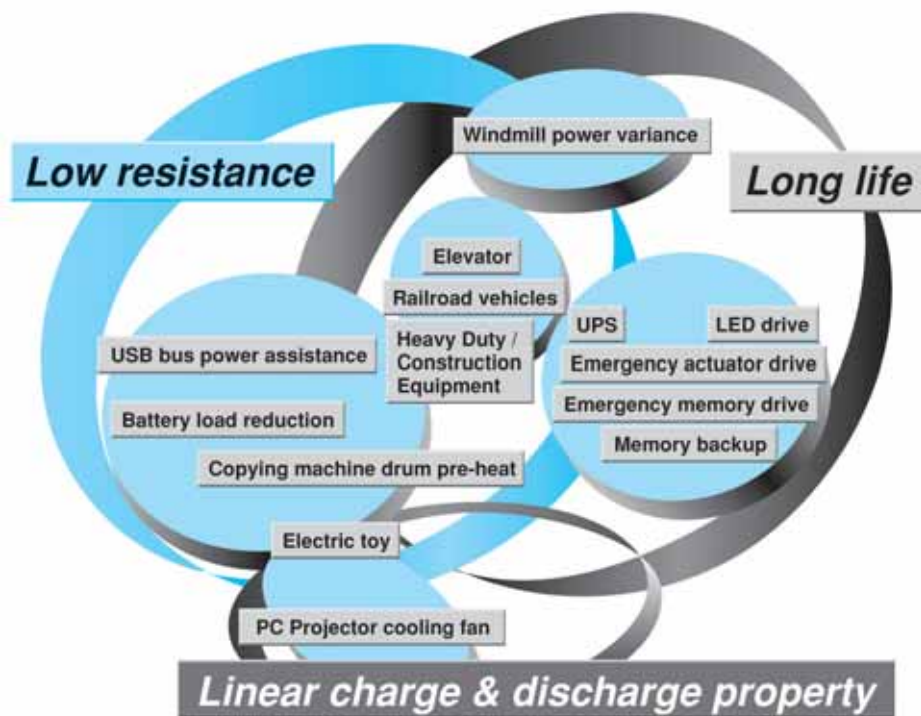 Windmill power variance
Low resistance
Long life
Elevator
Railroad vehicles
Heavy Duty /
Construction
Equipment
UPS
LED drive
Emergency actuator drive
Emergency memory drive
Memory backup
USB bus power assistance
Battery load reduction
Copying machine drum pre-heat
Electric toy
PC Projector cooling fan
Linear charge & discharge property